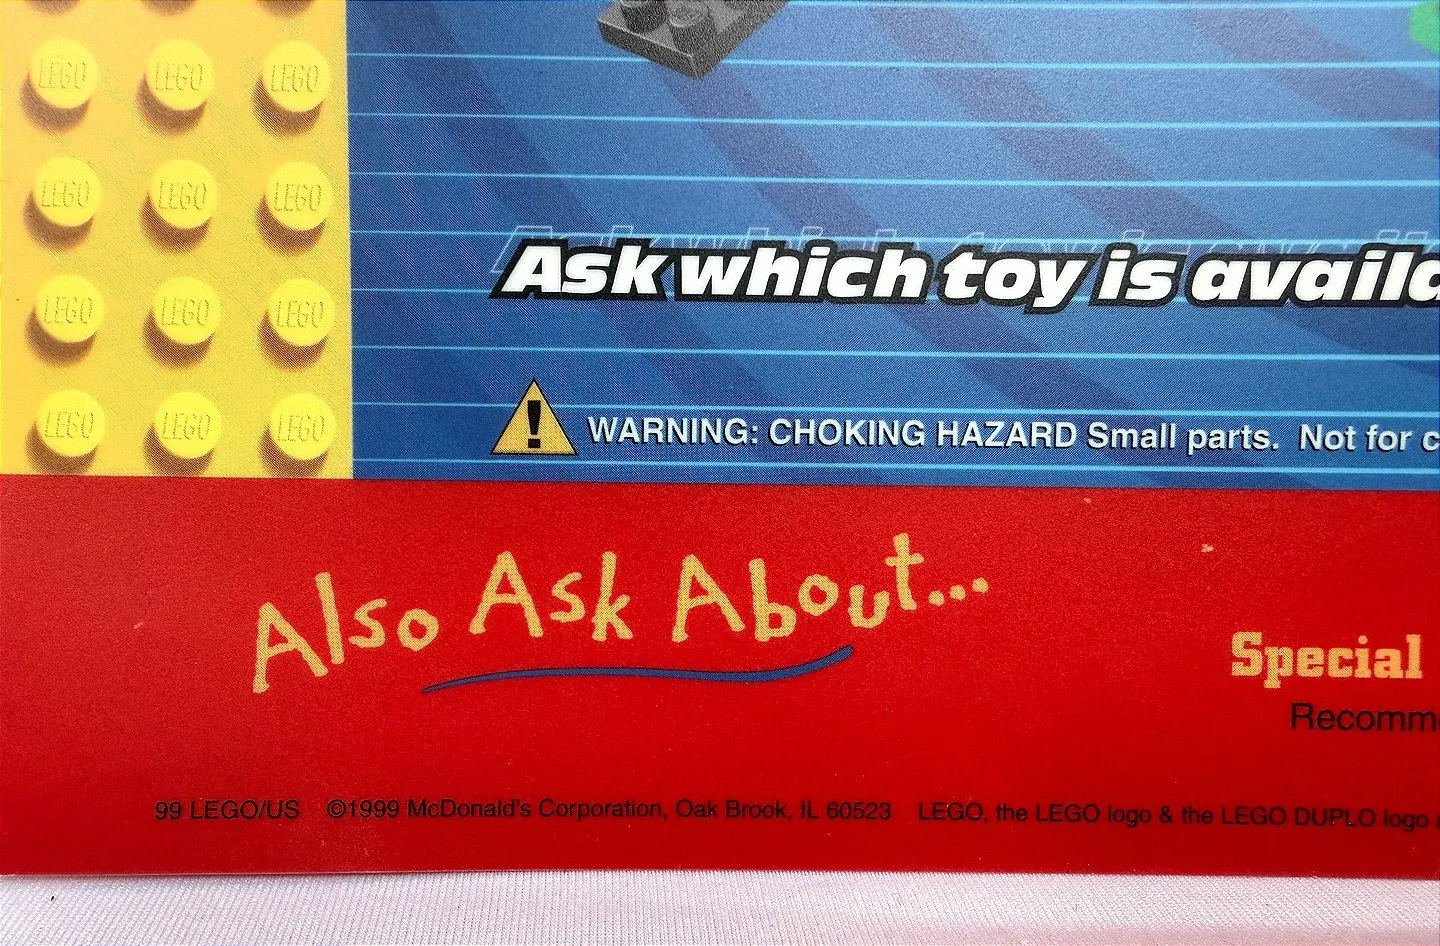 LEGO LEGO LEGO
LEGO LEGO LEGO
LEGO LEGO LEGO
LEGO LEGO LEGO
Ask which toy is availa
WARNING: CHOKING HAZARD Small parts. Not for c
Also Ask About...
Special
Recomm
99 LEGO/US ©1999 McDonald's Corporation, Oak Brook, IL 60523 LEGO, the LEGO logo & the LEGO DUPLO logo